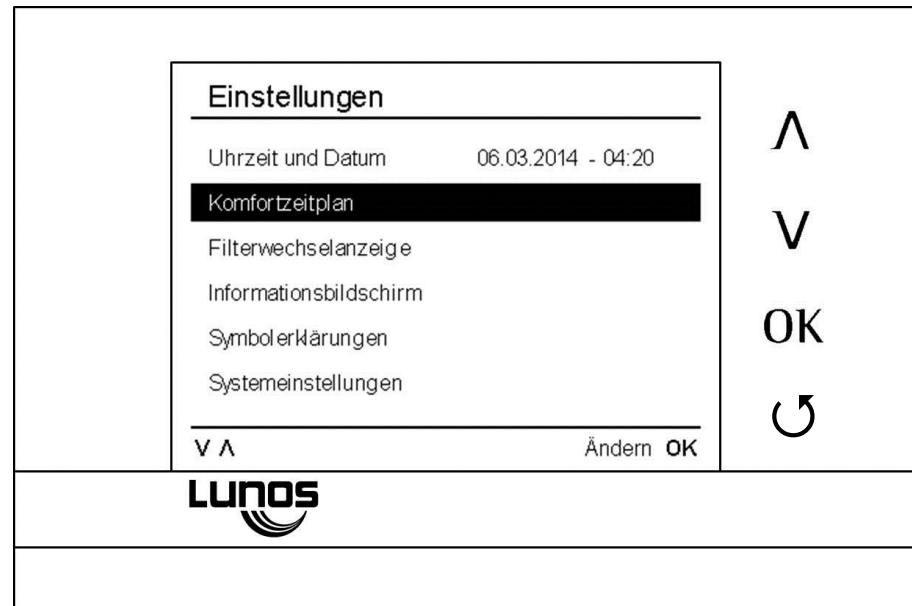 Einstellungen
Uhrzeit und Datum 06.03.2014 - 04:20
Komfortzeitplan
Filterwechselanzeige
Informationsbildschirm
Symbolerklärungen
Systemeinstellungen
V Λ Ändern OK
Λ
V
OK
LUNOS